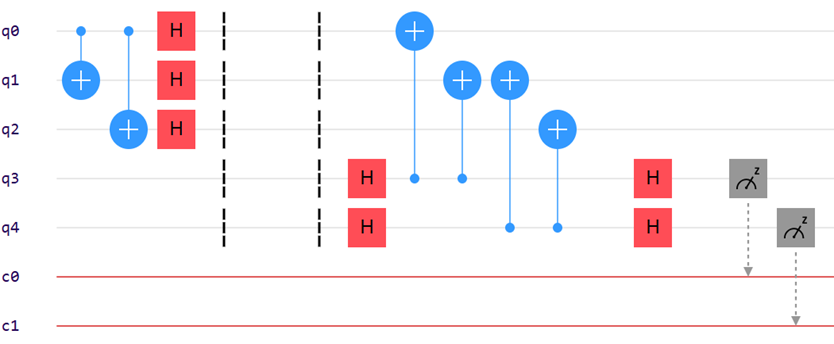 q0 H
q1 H
q2 H
q3 H H z
q4 H H z
c0
c1